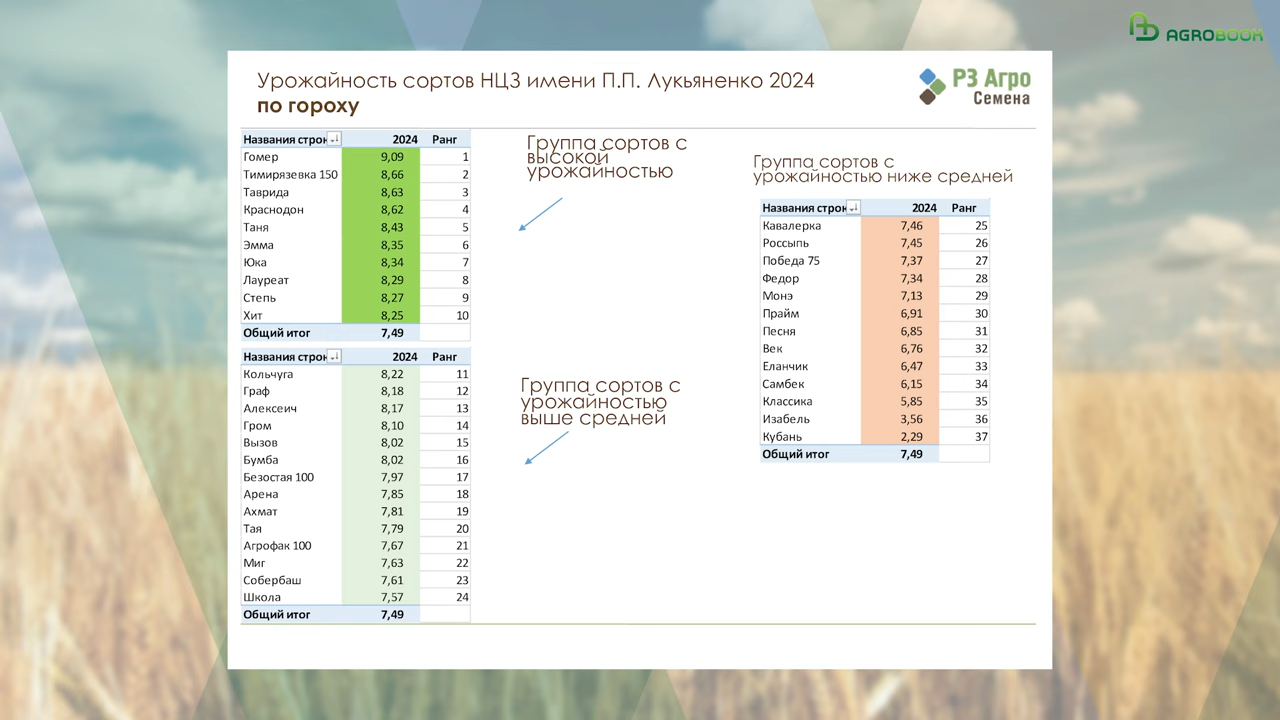 AGROBOOK
Урожайность сортов НЦЗ имени П.П. Лукьяненко 2024
по гороху
РЗ Агро
Семена
Названия строк 2024 Ранг
Гомер 9,09 1
Тимирязевка 150 8,66 2
Таврида 8,63 3
Краснодон 8,62 4
Таня 8,43 5
Эмма 8,35 6
Юка 8,34 7
Лауреат 8,29 8
Степь 8,27 9
Хит 8,25 10
Общий итог 7,49
Группа сортов с
высокой
урожайностью
Названия строк 2024 Ранг
Кольчуга 8,22 11
Граф 8,18 12
Алексеич 8,17 13
Гром 8,10 14
Вызов 8,02 15
Бумба 8,02 16
Безостая 100 7,97 17
Арена 7,85 18
Ахмат 7,81 19
Тая 7,79 20
Агрофак 100 7,67 21
Миг 7,63 22
Собербаш 7,61 23
Школа 7,57 24
Общий итог 7,49
Группа сортов с
урожайностью
выше средней
Группа сортов с
урожайностью ниже средней
Названия строк 2024 Ранг
Кавалерка 7,46 25
Россыпь 7,45 26
Победа 75 7,37 27
Федор 7,34 28
Монэ 7,13 29
Прайм 6,91 30
Песня 6,85 31
Век 6,76 32
Еланчик 6,47 33
Самбек 6,15 34
Классика 5,85 35
Изабель 3,56 36
Кубань 2,29 37
Общий итог 7,49